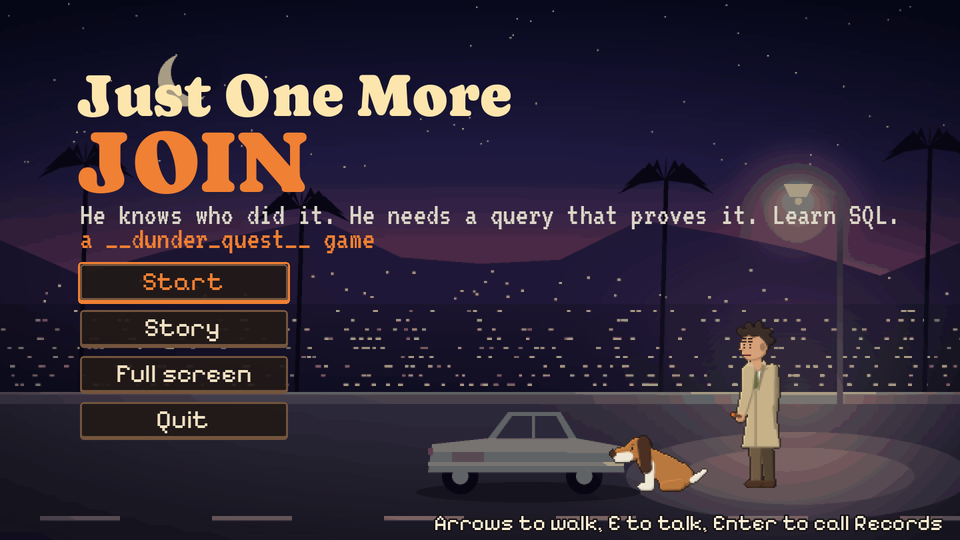 Just One More
JOIN
He knows who did it. He needs a query that proves it. Learn SQL.
a __dunder_quest__ game
Start
Story
Full screen
Quit
Arrows to walk, E to talk, Enter to call Records